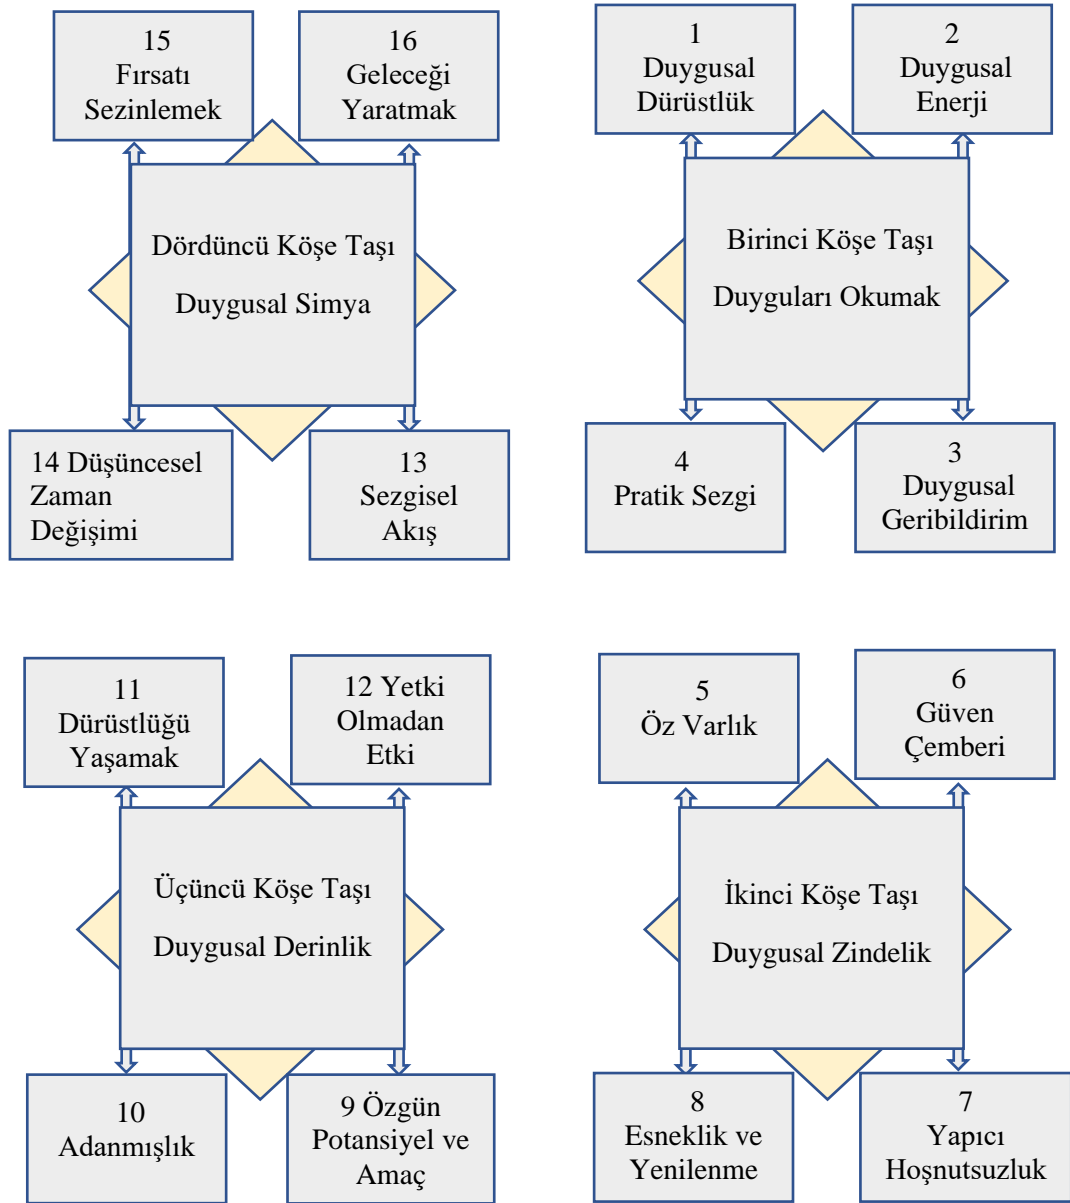 15
Fırsatı
Sezinlemek
16
Geleceği
Yaratmak
Dördüncü Köşe Taşı
Duygusal Simya
14 Düşüncesel
Zaman
Değişimi
13
Sezgisel
Akış
1
Duygusal
Dürüstlük
2
Duygusal
Enerji
Birinci Köşe Taşı
Duyguları Okumak
4
Pratik Sezgi
3
Duygusal
Geribildirim
11
Dürüstlüğü
Yaşamak
12 Yetki
Olmadan
Etki
Üçüncü Köşe Taşı
Duygusal Derinlik
10
Adanmışlık
9 Özgün
Potansiyel ve
Amaç
5
Öz Varlık
6
Güven
Çemberi
İkinci Köşe Taşı
Duygusal Zindelik
8
Esneklik ve
Yenilenme
7
Yapıcı
Hoşnutsuzluk